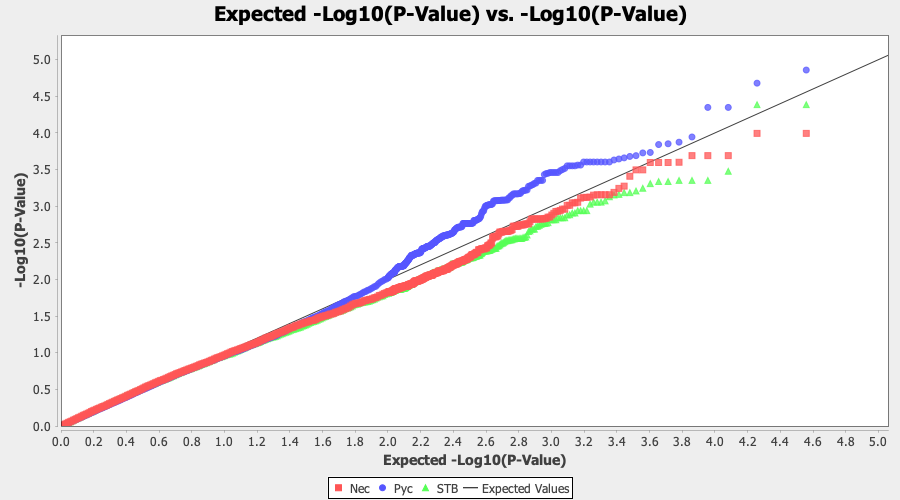 Expected -Log10(P-Value) vs. -Log10(P-Value)
-Log10(P-Value)
5.0
4.5
4.0
3.5
3.0
2.5
2.0
1.5
1.0
0.5
0.0
0.0 0.2 0.4 0.6 0.8 1.0 1.2 1.4 1.6 1.8 2.0 2.2 2.4 2.6 2.8 3.0 3.2 3.4 3.6 3.8 4.0 4.2 4.4 4.6 4.8 5.0
Expected -Log10(P-Value)
Nec Pyc STB Expected Values